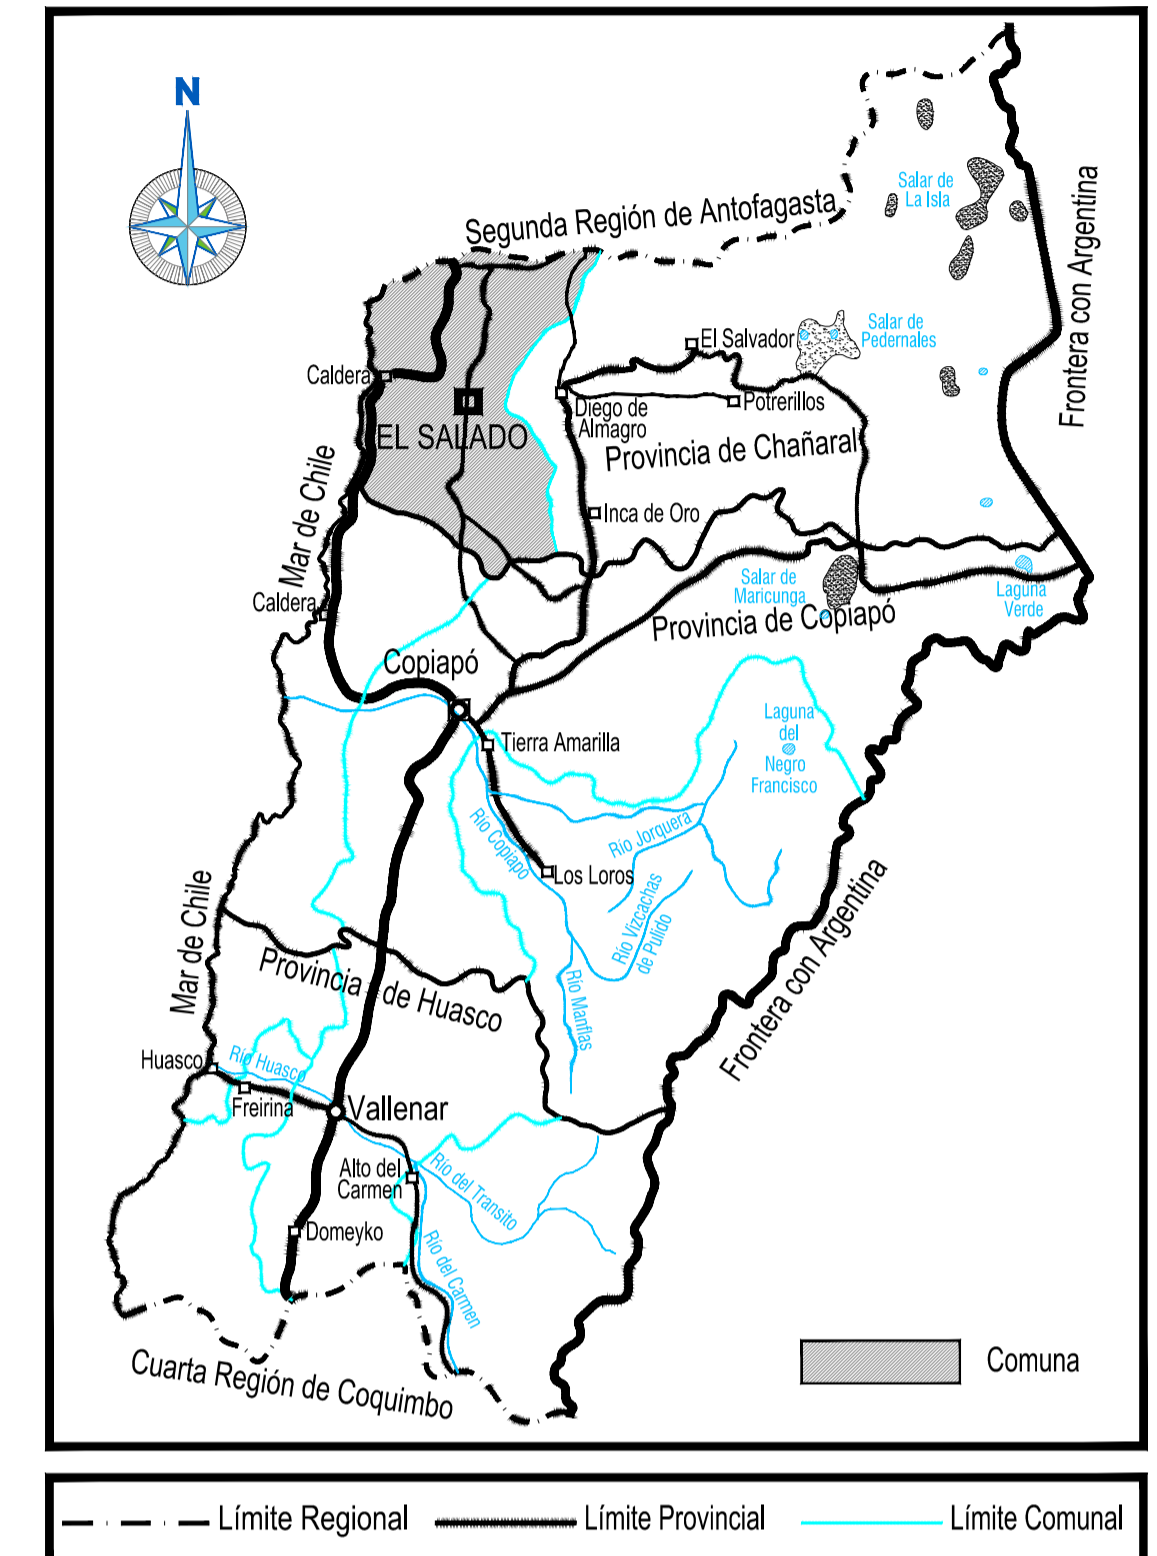 N
Segunda Región de Antofagasta
Salar de
La Isla
Frontera con Argentina
El Salvador
Salar de
Pedernales
Caldera
Diego de
Almagro
Potrerillos
EL SALADO
Provincia de Chañaral
Mar de Chile
Inca de Oro
Caldera
Salar de
Maricunga
Laguna
Verde
Provincia de Copiapó
Copiapó
Tierra Amarilla
Laguna
del
Negro
Francisco
Río Copiapo
Río Jorquera
Los Loros
Río Vizcachas
de Pulido
Mar de Chile
Frontera con Argentina
Provincia de Huasco
Río Manflas
Huasco
Río Huasco
Freirina
Vallenar
Alto del
Carmen
Río del Transito
Domeyko
Río del Carmen
Cuarta Región de Coquimbo
Comuna
Límite Regional
Límite Provincial
Límite Comunal